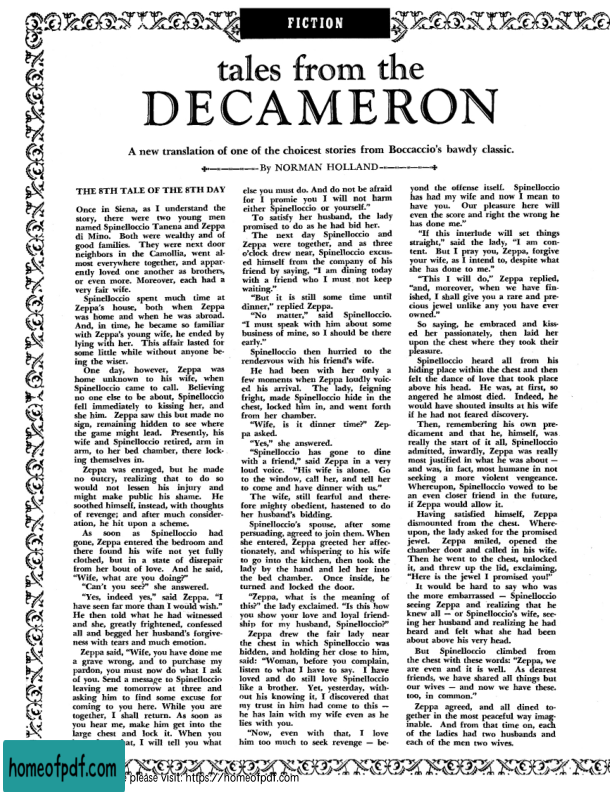 FICTION
tales from the
DECAMERON
A new translation of one of the choicest stories from Boccaccio's bawdy classic.
By NORMAN HOLLAND
THE 8TH TALE OF THE 8TH DAY
Once in Siena, as I understand the
story, there were two young men
named Spinelloccio Tanena and Zeppa
di Mino. Both were wealthy and of
good families. They were next door
neighbors in the Camollia, went al-
most everywhere together, and appar-
ently loved one another as brothers,
or even more. Moreover, each had a
very fair wife.
Spinelloccio spent much time at
Zeppa's house, both when Zeppa
was home and when he was abroad.
And, in time, he became so familiar
with Zeppa's young wife, he ended by
lying with her. This affair lasted for
some little while without anyone be-
ing the wiser.
One day, however, Zeppa was
home unknown to his wife, when
Spinelloccio came to call. Believing
no one else to be about, Spinelloccio
fell immediately to kissing her, and
she him. Zeppa saw this but made no
sign, remaining hidden to see where
the game might lead. Presently, his
wife and Spinelloccio retired, arm in
arm, to her bed chamber, there lock-
ing themselves in.
Zeppa was enraged, but he made
no outcry, realizing that to do so
would not lessen his injury and
might make public his shame. He
soothed himself, instead, with thoughts
of revenge; and after much consider-
ation, he hit upon a scheme.
As soon as Spinelloccio had
gone, Zeppa entered the bedroom and
there found his wife not yet fully
clothed, but in a state of disrepair
from her bout of love. And he said,
"Wife, what are you doing?"
"Can't you see?" she answered.
"Yes, indeed yes," said Zeppa. "I
have seen far more than I would wish."
He then told what he had witnessed
and she, greatly frightened, confessed
all and begged her husband's forgive-
ness with tears and much emotion.
Zeppa said, "Wife, you have done me
a grave wrong, and to purchase my
pardon, you must now do what I ask
of you. Send a message to Spinelloccio
leaving me tomorrow at three and
asking him to find some excuse for
coming to you here. While you are
together, I shall return. As soon as
you hear me, make him get into the
large chest and lock it. When you
hat, I will tell you what
else you must do. And do not be afraid
for I promie you I will not harm
either Spinelloccio or yourself."
To satisfy her husband, the lady
promised to do as he had bid her.
The next day Spinelloccio and
Zeppa were together, and as three
o'clock drew near, Spinelloccio excus-
ed himself from the company of his
friend by saying, "I am dining today
with a friend who I must not keep
waiting."
"But it is still some time until
dinner," replied Zeppa.
"No matter," said Spinelloccio.
"I must speak with him about some
business of mine, so I should be there
early."
Spinelloccio then hurried to the
rendezvous with his friend's wife.
He had been with her only a
few moments when Zeppa loudly voic-
ed his arrival. The lady, feigning
fright, made Spinelloccio hide in the
chest, locked him in, and went forth
from her chamber.
"Wife, is it dinner time?" Zep-
pa asked.
"Yes," she answered.
"Spinelloccio has gone to dine
with a friend," said Zeppa in a very
loud voice. "His wife is alone. Go
to the window, call her, and tell her
to come and have dinner with us."
The wife, still fearful and there-
fore mighty obedient, hastened to do
her husband's bidding.
Spinelloccio's spouse, after some
persuading, agreed to join them. When
she entered, Zeppa greeted her affec-
tionately, and whispering to his wife
to go into the kitchen, then took the
lady by the hand and led her into
the bed chamber. Once inside, he
turned and locked the door.
"Zeppa, what is the meaning of
this?" the lady exclaimed. "Is this how
you show your love and loyal friend-
ship for my husband, Spinelloccio?"
Zeppa drew the fair lady near
the chest in which Spinelloccio was
hidden, and holding her close to him,
said: "Woman, before you complain,
listen to what I have to say. I have
loved and do still love Spinelloccio
like a brother. Yet, yesterday, with-
out his knowing it, I discovered that
my trust in him had come to this —
he has lain with my wife even as he
lies with you.
"Now, even with that, I love
him too much to seek revenge — be-
yond the offense itself. Spinelloccio
has had my wife and now I mean to
have you. Our pleasure here will
even the score and right the wrong he
has done me."
"If this interlude will set things
straight," said the lady, "I am con-
tent. But I pray you, Zeppa, forgive
your wife, as I intend to, despite what
she has done to me."
"This I will do," Zeppa replied,
"and, moreover, when we have fin-
ished, I shall give you a rare and pre-
cious jewel unlike any you have ever
owned."
So saying, he embraced and kiss-
ed her passionately, then laid her
upon the chest where they took their
pleasure.
Spinelloccio heard all from his
hiding place within the chest and then
felt the dance of love that took place
above his head. He was, at first, so
angered he almost died. Indeed, he
would have shouted insults at his wife
if he had not feared discovery.
Then, remembering his own pre-
dicament and that he, himself, was
really the start of it all, Spinelloccio
admitted, inwardly, Zeppa was really
most justified in what he was about —
and was, in fact, most humane in not
seeking a more violent vengeance.
Whereupon, Spinelloccio vowed to be
an even closer friend in the future,
if Zeppa would allow it.
Having satisfied himself, Zeppa
dismounted from the chest. Where-
upon, the lady asked for the promised
jewel. Zeppa smiled, opened the
chamber door and called in his wife.
Then he went to the chest, unlocked
it, and threw up the lid, exclaiming,
"Here is the jewel I promised you!"
It would be hard to say who was
the more embarrassed — Spinelloccio
seeing Zeppa and realizing that he
knew all — or Spinelloccio's wife, see-
ing her husband and realizing he had
heard and felt what she had been
about above his very head.
But Spinelloccio climbed from
the chest with these words: "Zeppa, we
are even and it is well. As dearest
friends, we have shared all things but
our wives — and now we have these.
too, in common."
Zeppa agreed, and all dined to-
gether in the most peaceful way imag-
inable. And from that time on, each
of the ladies had two husbands and
each of the men two wives.
homeofpdf.com
please visit: https://homeofpdf.com